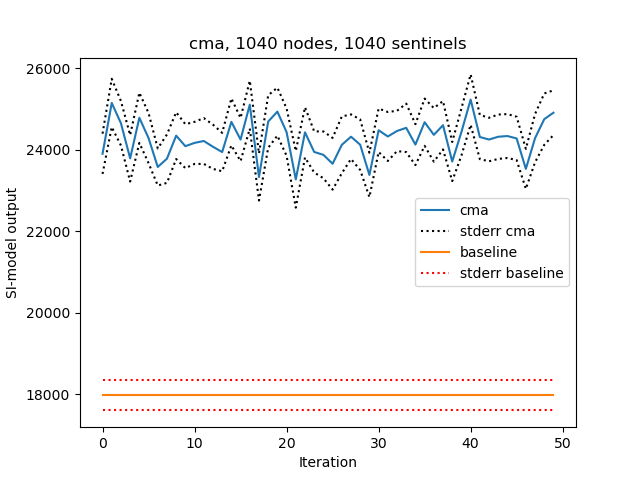 cma, 1040 nodes, 1040 sentinels
26000
24000
22000
20000
18000
SI-model output
cma
stderr cma
baseline
stderr baseline
0 10 20 30 40 50
Iteration